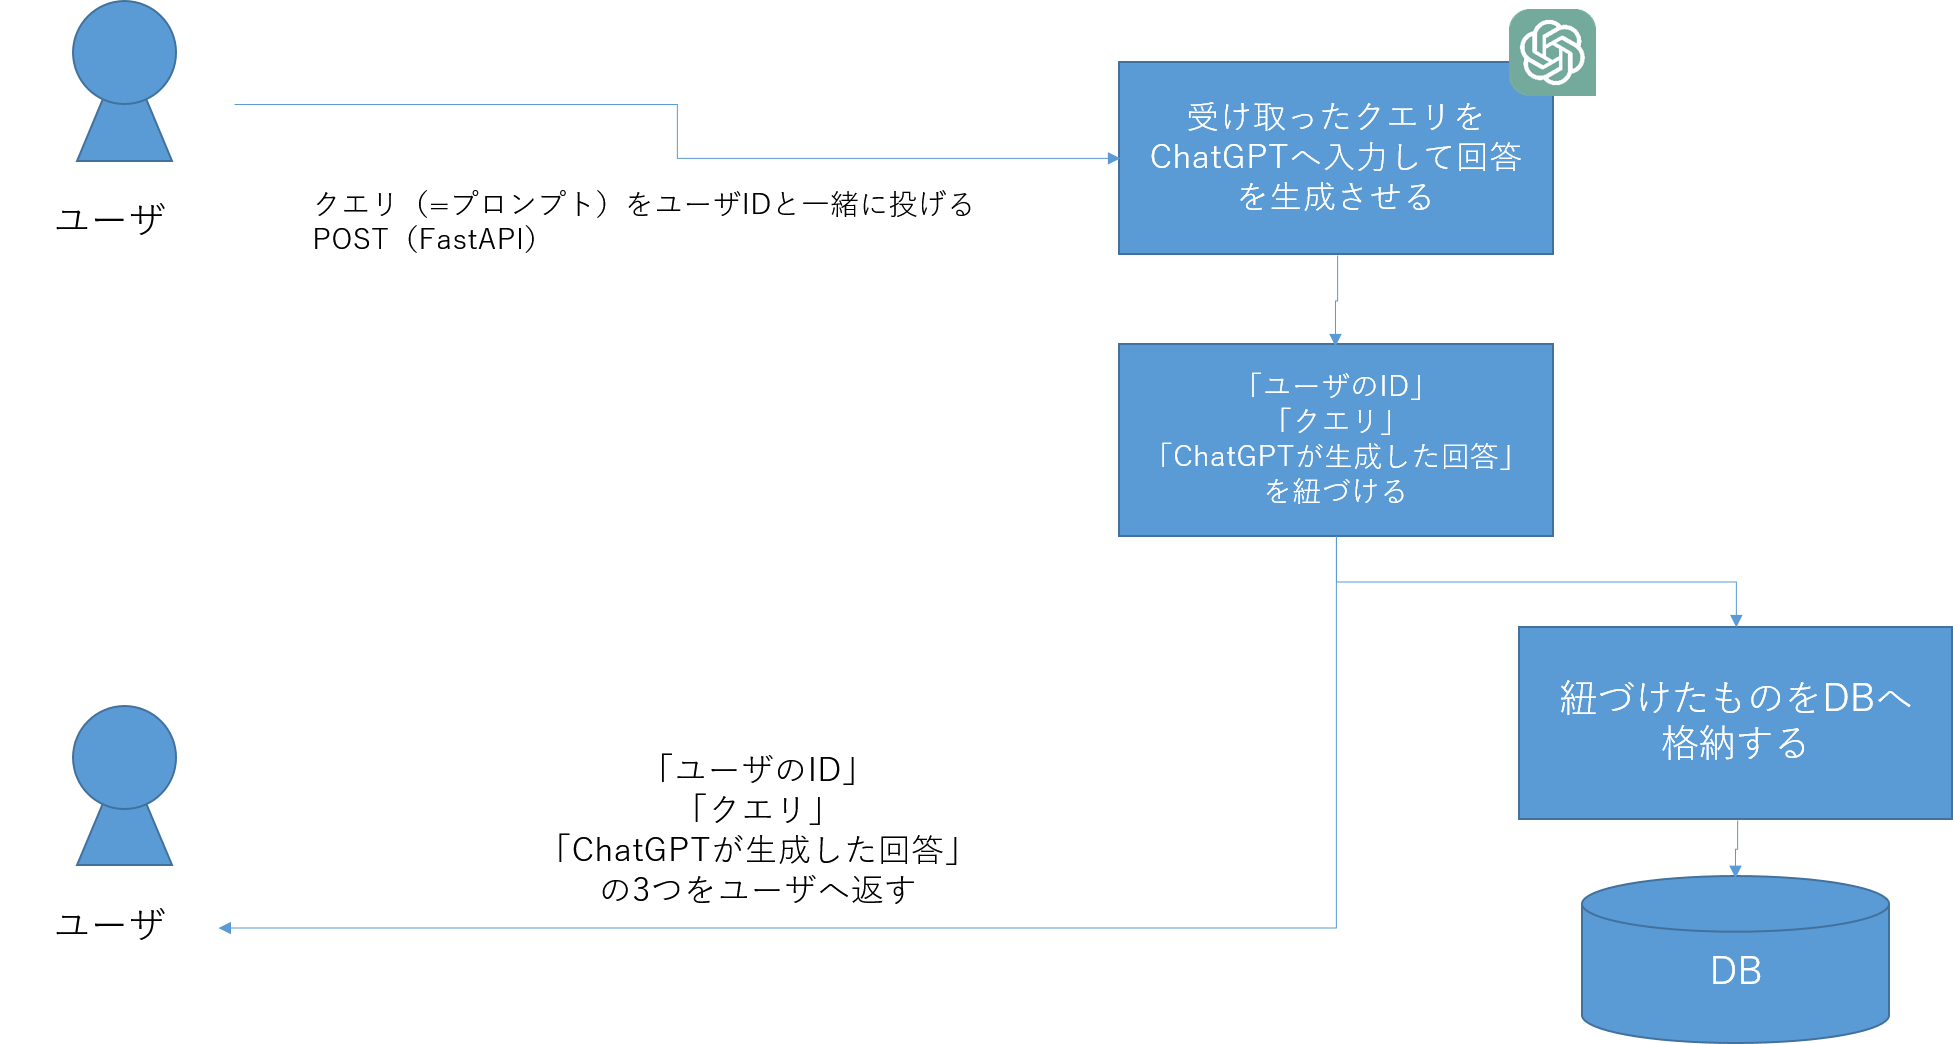 ユーザ
クエリ（=プロンプト）をユーザIDと一緒に投げる
POST（FastAPI）
受け取ったクエリを
ChatGPTへ入力して回答
を生成させる
「ユーザのID」
「クエリ」
「ChatGPTが生成した回答」
を紐づける
紐づけたものをDBへ
格納する
DB
「ユーザのID」
「クエリ」
「ChatGPTが生成した回答」
の3つをユーザへ返す
ユーザ